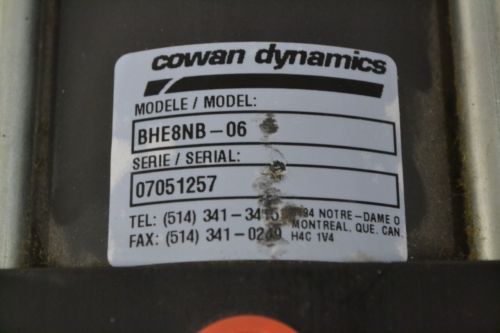 cowan dynamics
MODELE / MODEL:
BHE8NB-06
SERIE / SERIAL:
07051257
TEL: (514) 341-3415 NOTRE-DAME O
MONTREAL, QUE. CAN.
FAX: (514) 341- H4C 1V4